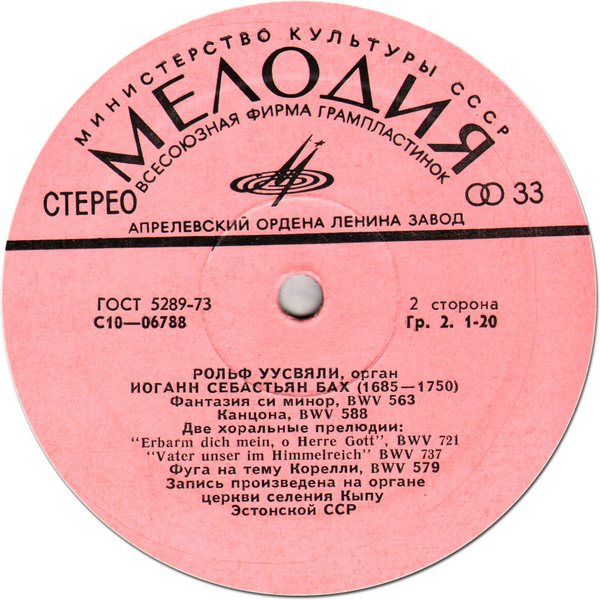 МИНИСТЕРСТВО КУЛЬТУРЫ СССР
МЕЛОДИЯ
ВСЕСОЮЗНАЯ ФИРМА ГРАМПЛАСТИНОК
СТЕРЕО
33
АПРЕЛЕВСКИЙ ОРДЕНА ЛЕНИНА ЗАВОД
ГОСТ 5289-73
2 сторона
С10—06788
Гр. 2. 1-20
РОЛЬФ УУСВЯЛИ, орган
ИОГАНН СЕБАСТЬЯН БАХ (1685—1750)
Фантазия си минор, BWV 563
Канцона, BWV 588
Две хоральные прелюдии:
"Erbarm dich mein, o Herre Gott", BWV 721
"Vater unser im Himmelreich" BWV 737
Фуга на тему Корелли, BWV 579
Запись произведена на органе
церкви селения Кыпу
Эстонской ССР